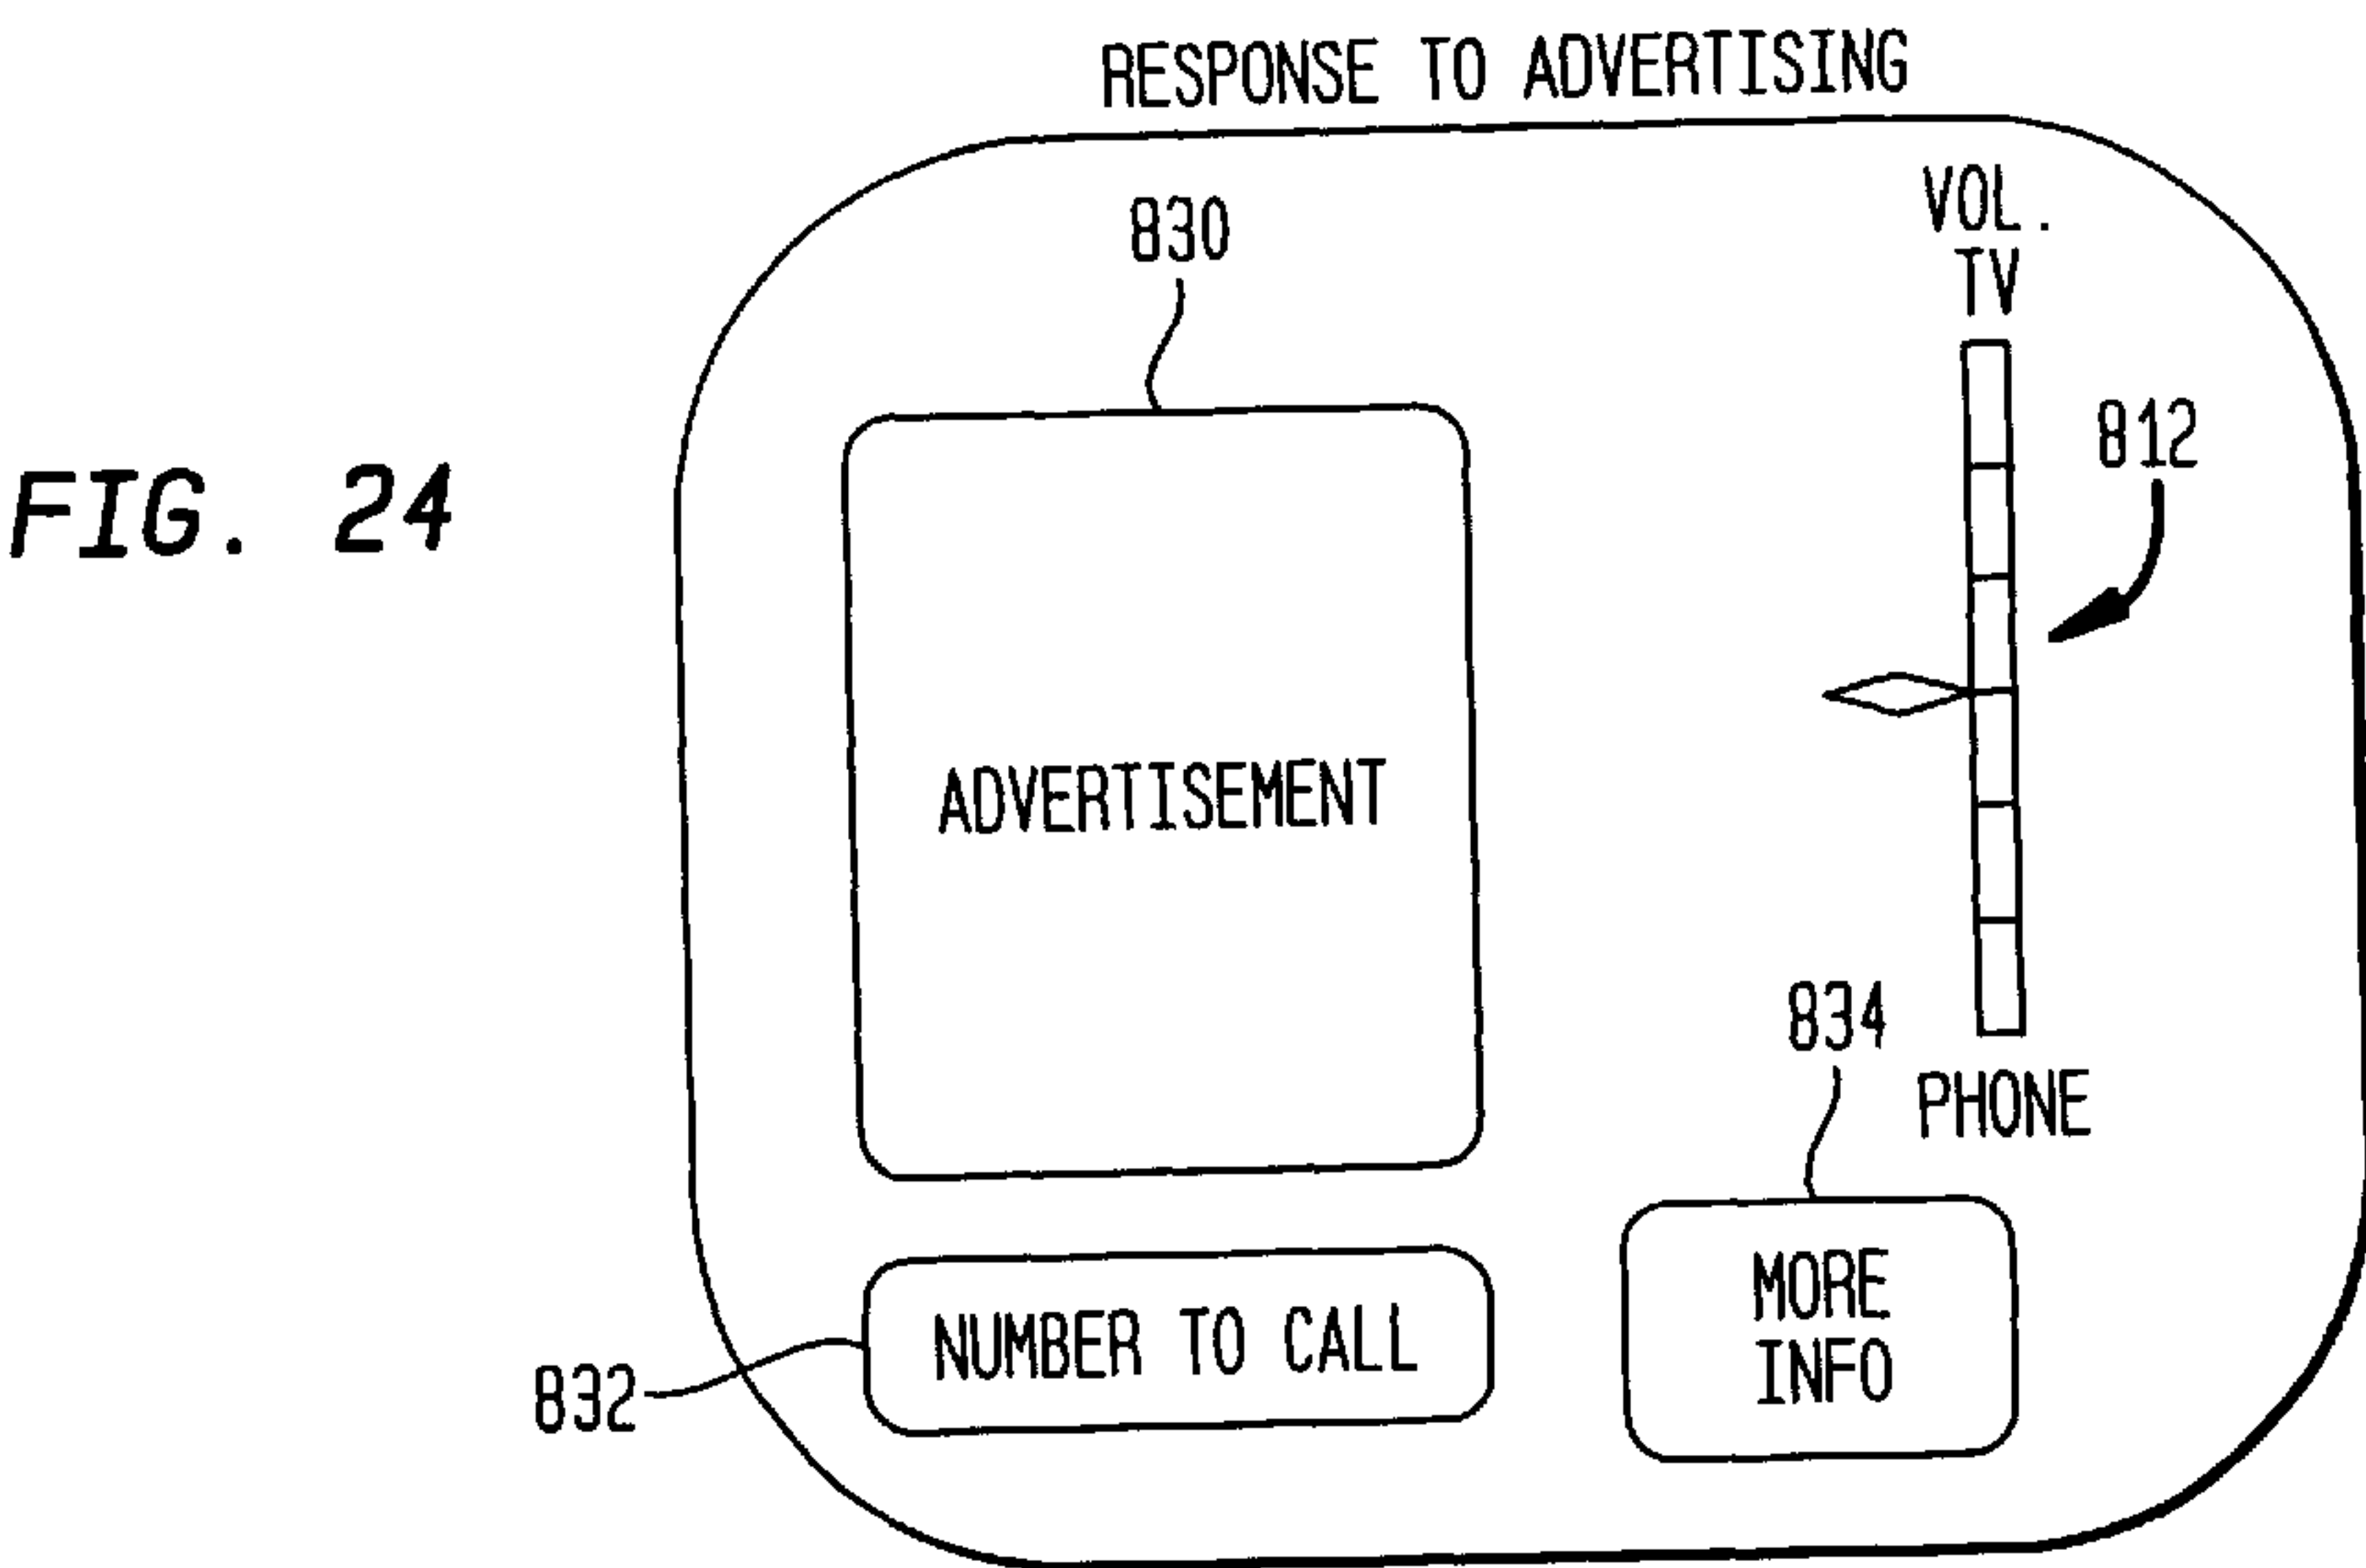 RESPONSE TO ADVERTISING
830
VOL.
TV
812
FIG. 24
ADVERTISEMENT
834
PHONE
MORE
INFO
NUMBER TO CALL
832